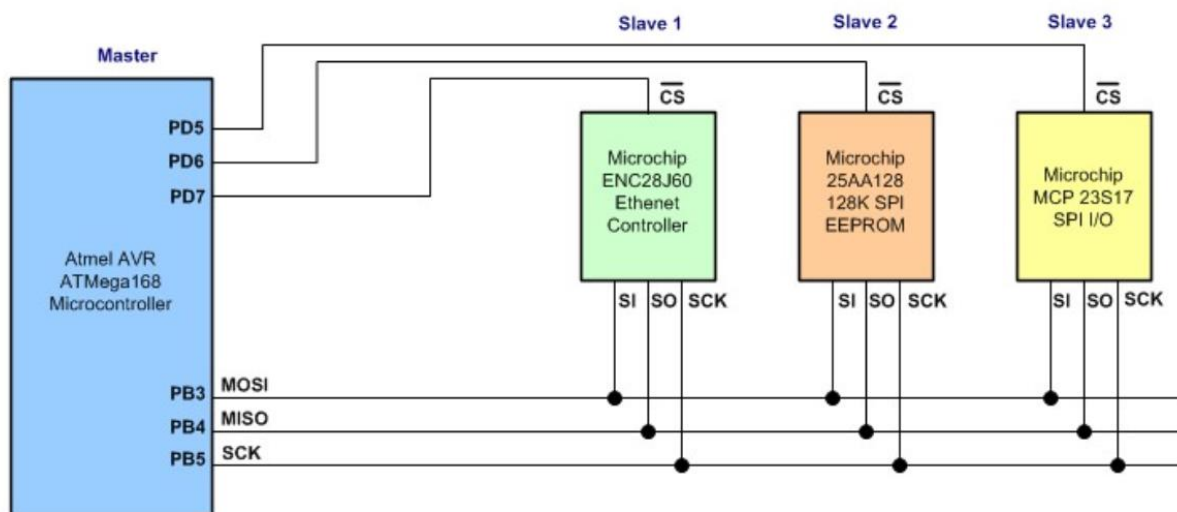 Slave 1
Slave 2
Slave 3
Master
CS
CS
CS
PD5
PD6
PD7
Microchip
ENC28J60
Ethenet
Controller
Microchip
25AA128
128K SPI
EEPROM
Microchip
MCP 23S17
SPI I/O
Atmel AVR
ATMega168
Microcontroller
SI SO SCK
SI SO SCK
SI SO SCK
PB3 MOSI
PB4 MISO
PB5 SCK